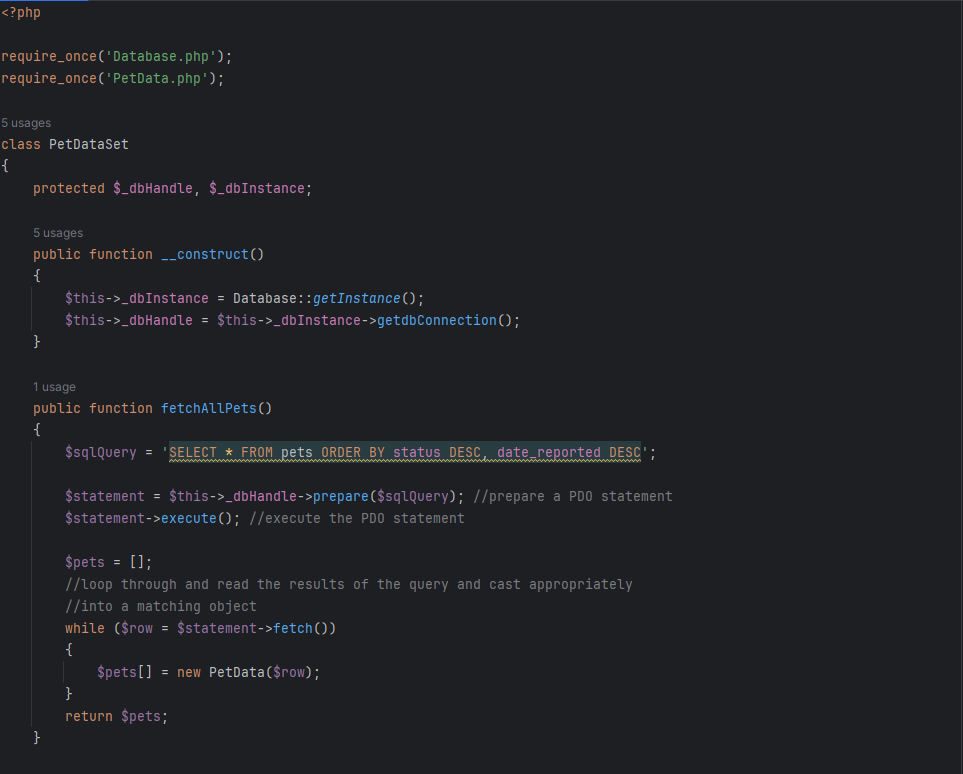 <?php
require_once('Database.php');
require_once('PetData.php');
5 usages
class PetDataSet
{
protected $_dbHandle, $_dbInstance;
5 usages
public function __construct()
{
$this->_dbInstance = Database::getInstance();
$this->_dbHandle = $this->_dbInstance->getdbConnection();
}
1 usage
public function fetchAllPets()
{
$sqlQuery = 'SELECT * FROM pets ORDER BY status DESC, date_reported DESC';
$statement = $this->_dbHandle->prepare($sqlQuery); //prepare a PDO statement
$statement->execute(); //execute the PDO statement
$pets = [];
//loop through and read the results of the query and cast appropriately
//into a matching object
while ($row = $statement->fetch())
{
$pets[] = new PetData($row);
}
return $pets;
}